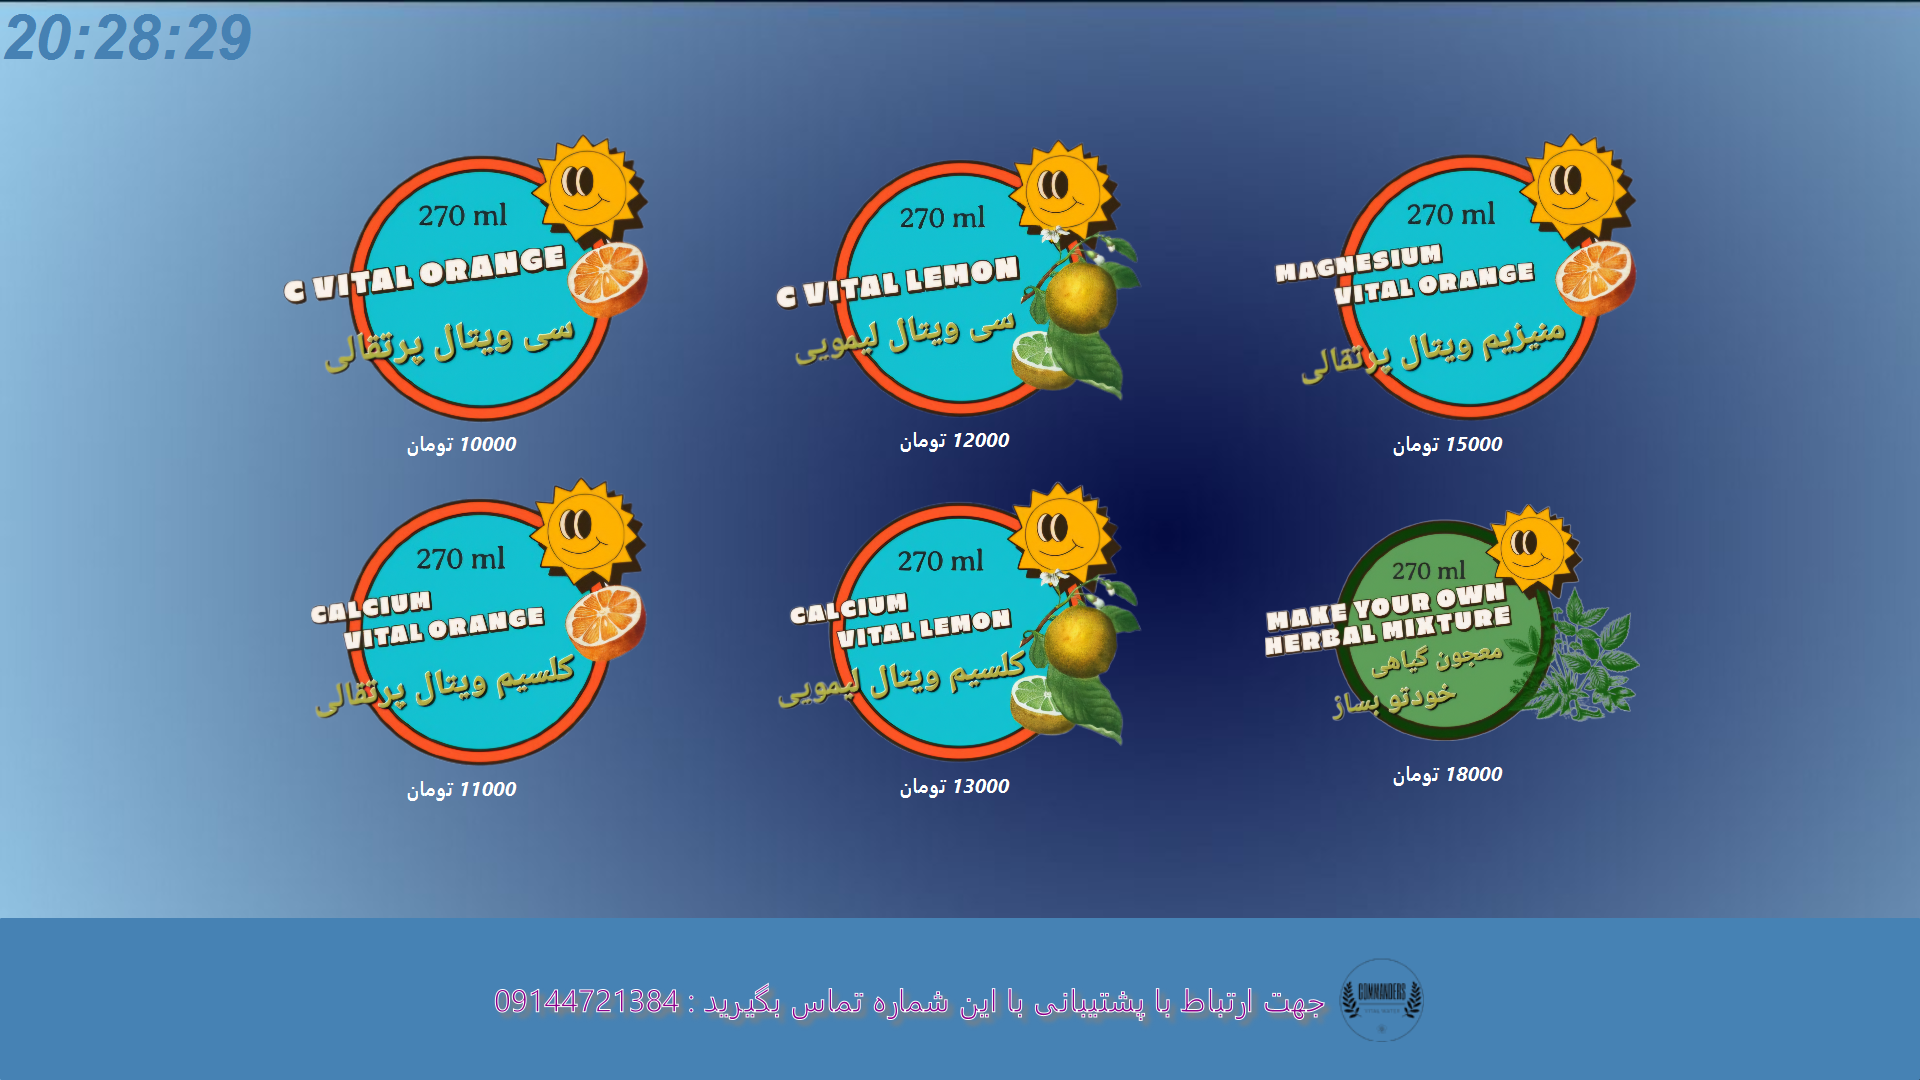 20:28:29
270 ml
C VITAL ORANGE
سی ویتال پرتقالی
10000 تومان
270 ml
C VITAL LEMON
سی ویتال لیمویی
12000 تومان
270 ml
MAGNESIUM
VITAL ORANGE
منیزیم ویتال پرتقالی
15000 تومان
270 ml
CALCIUM
VITAL ORANGE
کلسیم ویتال پرتقالی
11000 تومان
270 ml
CALCIUM
VITAL LEMON
کلسیم ویتال لیمویی
13000 تومان
270 ml
MAKE YOUR OWN
HERBAL MIXTURE
معجون گیاهی
خودتو بساز
18000 تومان
جهت ارتباط با پشتیبانی با این شماره تماس بگیرید : 09144721384
COMMANDERS